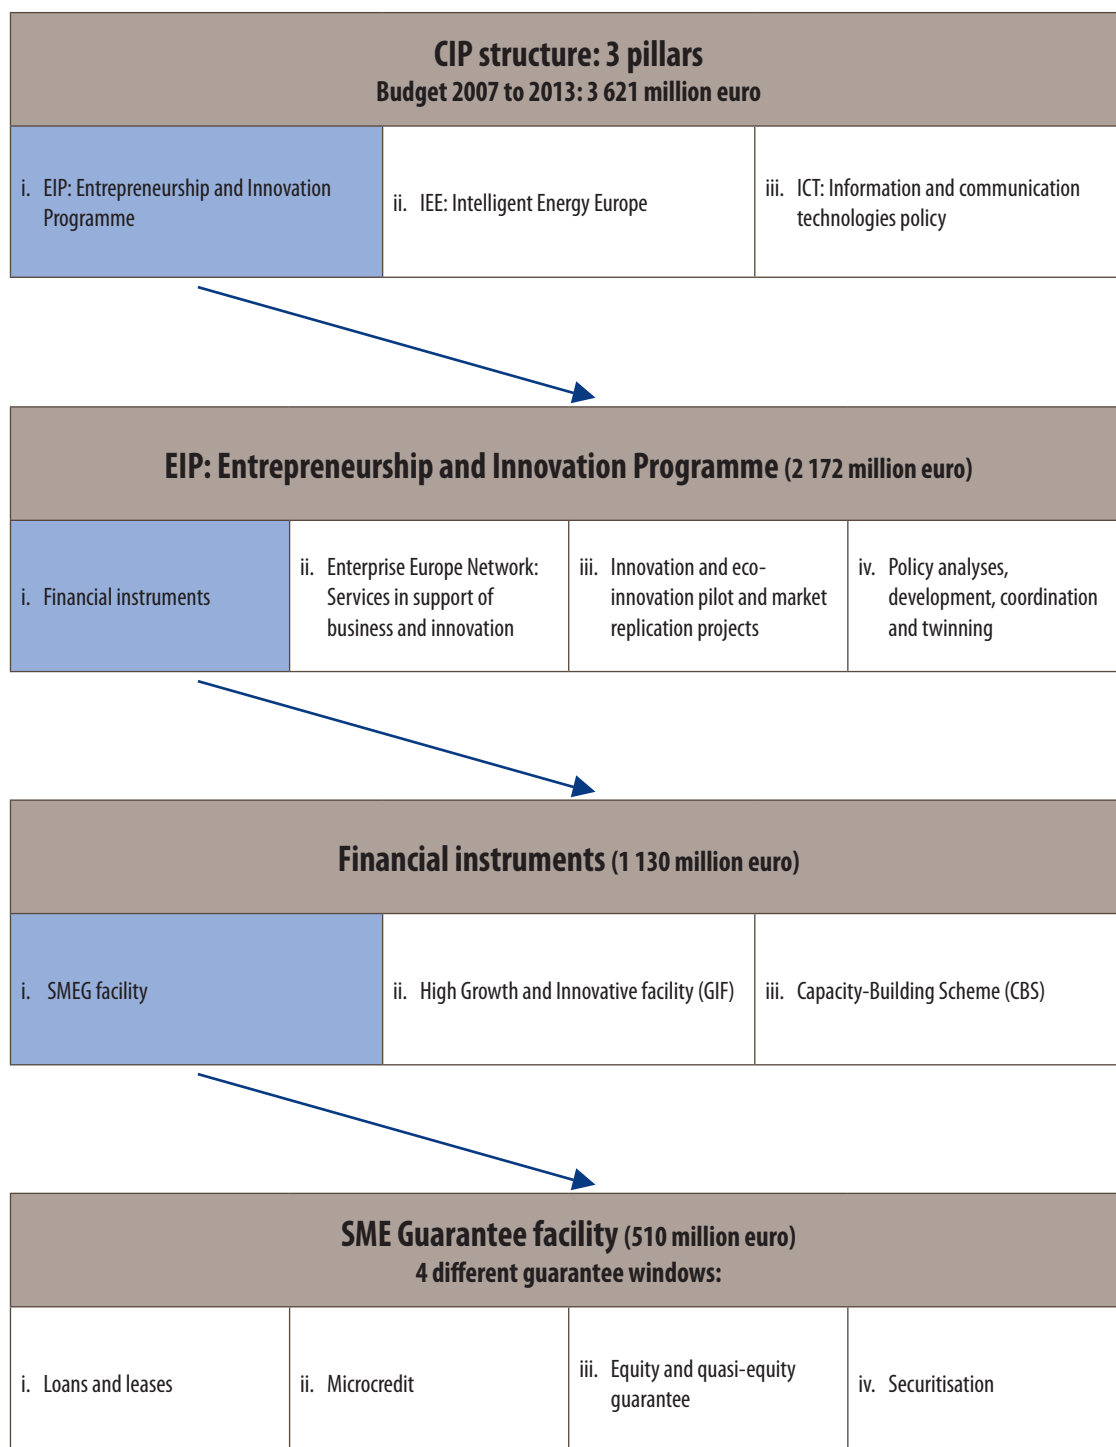 CIP structure: 3 pillars
Budget 2007 to 2013: 3 621 million euro
i. EIP: Entrepreneurship and Innovation
Programme
ii. IEE: Intelligent Energy Europe
iii. ICT: Information and communication
technologies policy
EIP: Entrepreneurship and Innovation Programme (2 172 million euro)
i. Financial instruments
ii. Enterprise Europe Network:
Services in support of
business and innovation
iii. Innovation and eco-
innovation pilot and market
replication projects
iv. Policy analyses,
development, coordination
and twinning
Financial instruments (1 130 million euro)
i. SMEG facility
ii. High Growth and Innovative facility (GIF)
iii. Capacity-Building Scheme (CBS)
SME Guarantee facility (510 million euro)
4 different guarantee windows:
i. Loans and leases
ii. Microcredit
iii. Equity and quasi-equity
guarantee
iv. Securitisation